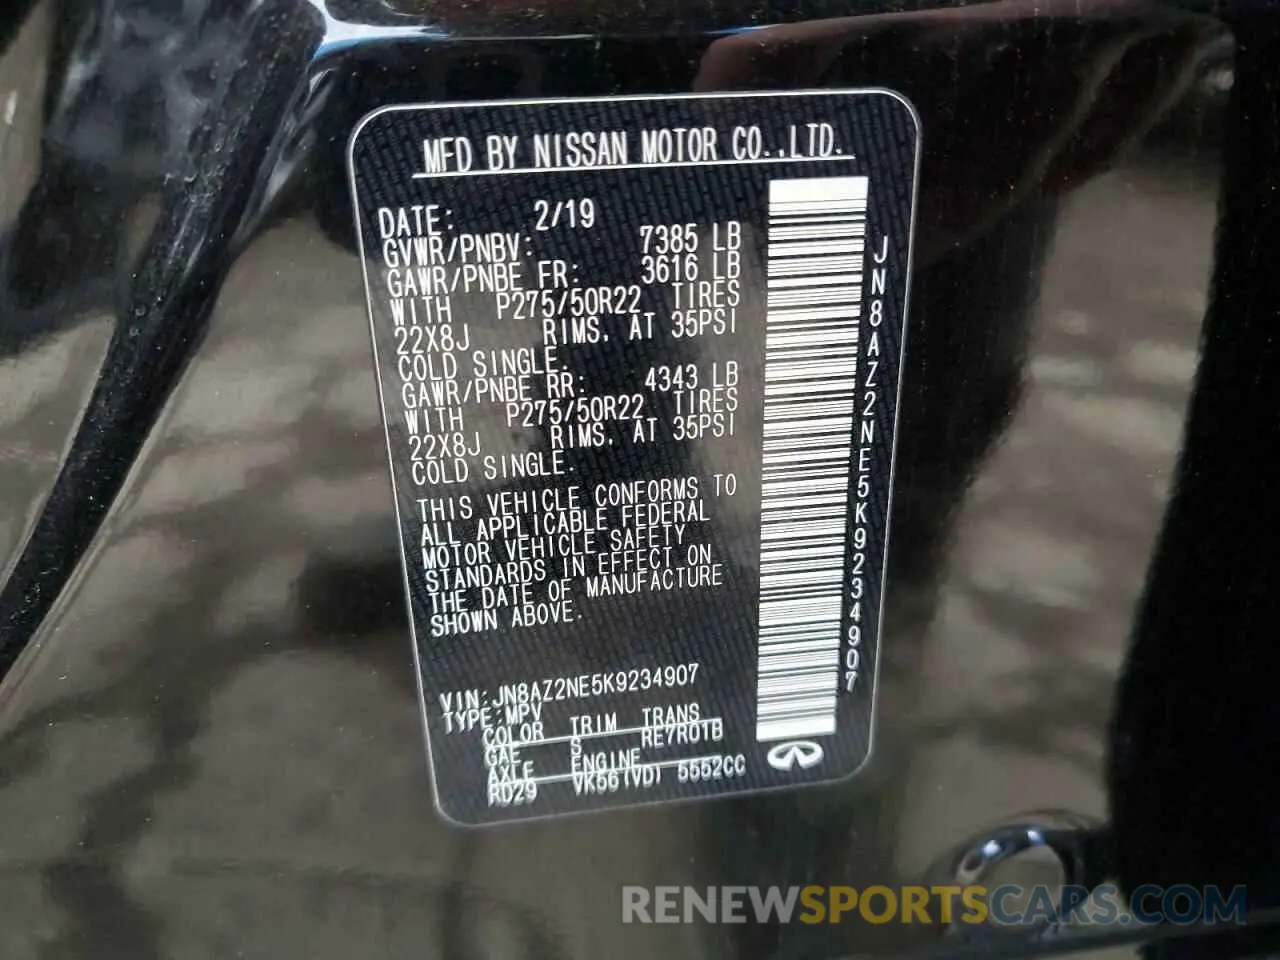 MFD BY NISSAN MOTOR CO.,LTD.
DATE: 2/19
GVWR/PNBV: 7385 LB
GAWR/PNBE FR: 3616 LB
WITH P275/50R22 TIRES
22X8J RIMS, AT 35PSI
COLD SINGLE.
GAWR/PNBE RR: 4343 LB
WITH P275/50R22 TIRES
22X8J RIMS, AT 35PSI
COLD SINGLE.
THIS VEHICLE CONFORMS TO
ALL APPLICABLE FEDERAL
MOTOR VEHICLE SAFETY
STANDARDS IN EFFECT ON
THE DATE OF MANUFACTURE
SHOWN ABOVE.
VIN:JN8AZ2NE5K9234907
TYPE:MPV
COLOR TRIM TRANS
GAE S RE7R01B
AXLE ENGINE
RD29 VK56(VD) 5552CC
JN8AZ2NE5K9234907
RENEWSPORTSCARS.COM